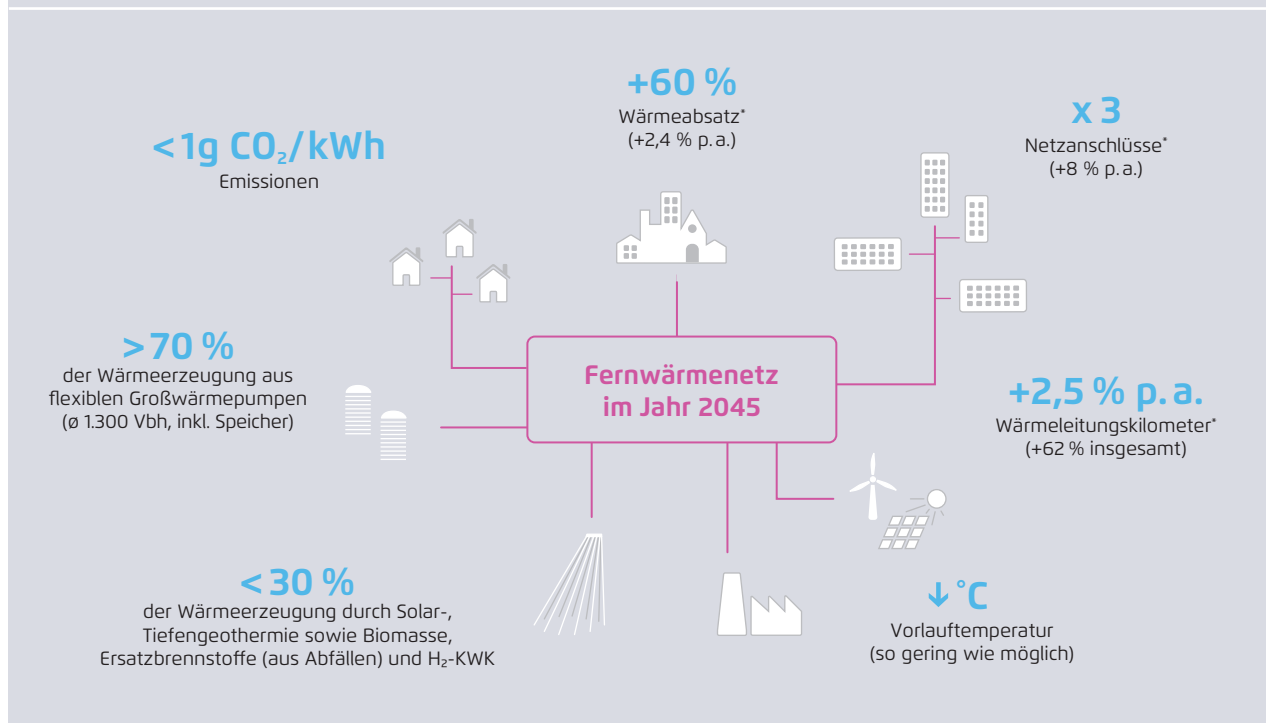 +60 %
Wärmeabsatz*
(+2,4 % p. a.)
x 3
Netzanschlüsse*
(+8 % p. a.)
<1g CO₂/kWh
Emissionen
>70 %
der Wärmeerzeugung aus
flexiblen Großwärmepumpen
(ø 1.300 Vbh, inkl. Speicher)
Fernwärmenetz
im Jahr 2045
+2,5 % p. a.
Wärmeleitungskilometer*
(+62 % insgesamt)
<30 %
der Wärmeerzeugung durch Solar-,
Tiefengeothermie sowie Biomasse,
Ersatzbrennstoffe (aus Abfällen) und H₂-KWK
↓ °C
Vorlauftemperatur
(so gering wie möglich)